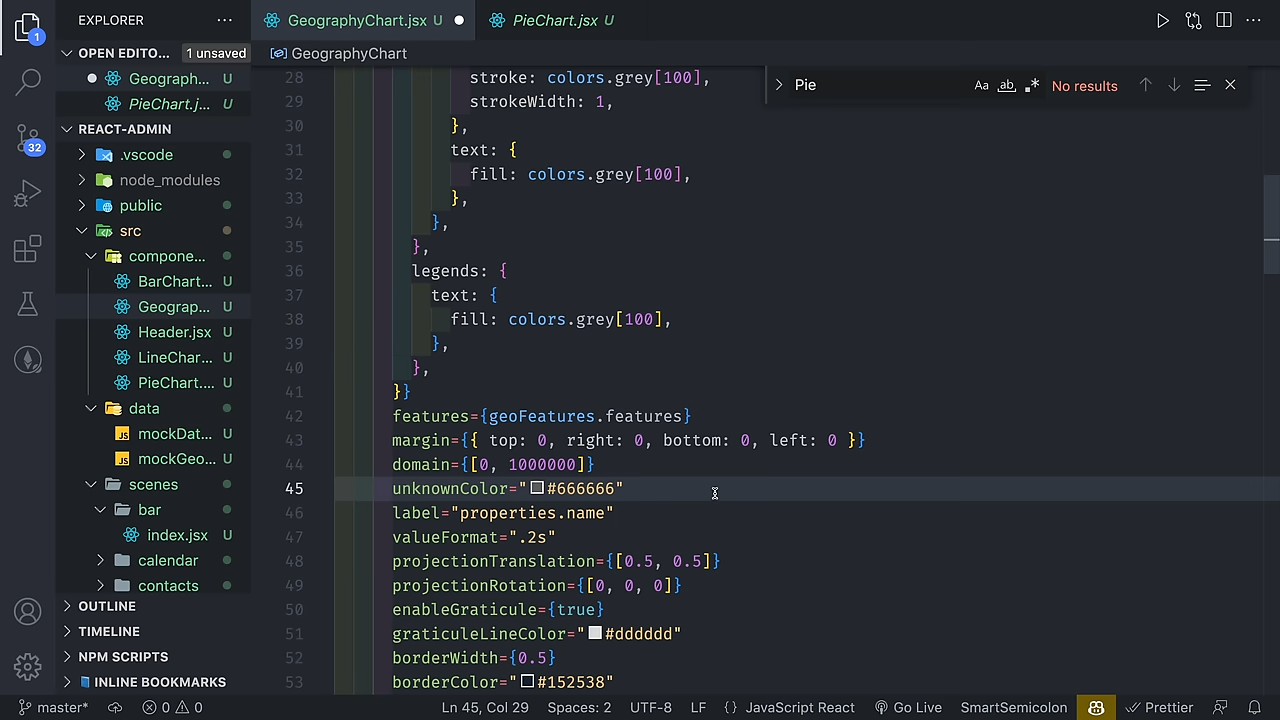 EXPLORER ...
GeographyChart.jsx U
PieChart.jsx U
OPEN EDITO... 1 unsaved
GeographyChart
Geograph... U
PieChart.j... U
Pie
Aa ab .* No results
REACT-ADMIN
.vscode
node_modules
public
src
compone...
BarChart... U
Geograp... U
Header.jsx U
LineChar... U
PieChart.... U
data
JS mockDat... U
JS mockGeo... U
scenes
bar
index.jsx U
calendar
contacts
OUTLINE
TIMELINE
NPM SCRIPTS
INLINE BOOKMARKS
1
32
28 stroke: colors.grey[100],
29 strokeWidth: 1,
30 },
31 text: {
32 fill: colors.grey[100],
33 },
34 },
35 },
36 legends: {
37 text: {
38 fill: colors.grey[100],
39 },
40 },
41 }}
42 features={geoFeatures.features}
43 margin={{ top: 0, right: 0, bottom: 0, left: 0 }}
44 domain={[0, 1000000]}
45 unknownColor="#666666"
46 label="properties.name"
47 valueFormat=".2s"
48 projectionTranslation={[0.5, 0.5]}
49 projectionRotation={[0, 0, 0]}
50 enableGraticule={true}
51 graticuleLineColor="#dddddd"
52 borderWidth={0.5}
53 borderColor="#152538"
master* 0 0 Ln 45, Col 29 Spaces: 2 UTF-8 LF {} JavaScript React Go Live SmartSemicolon Prettier